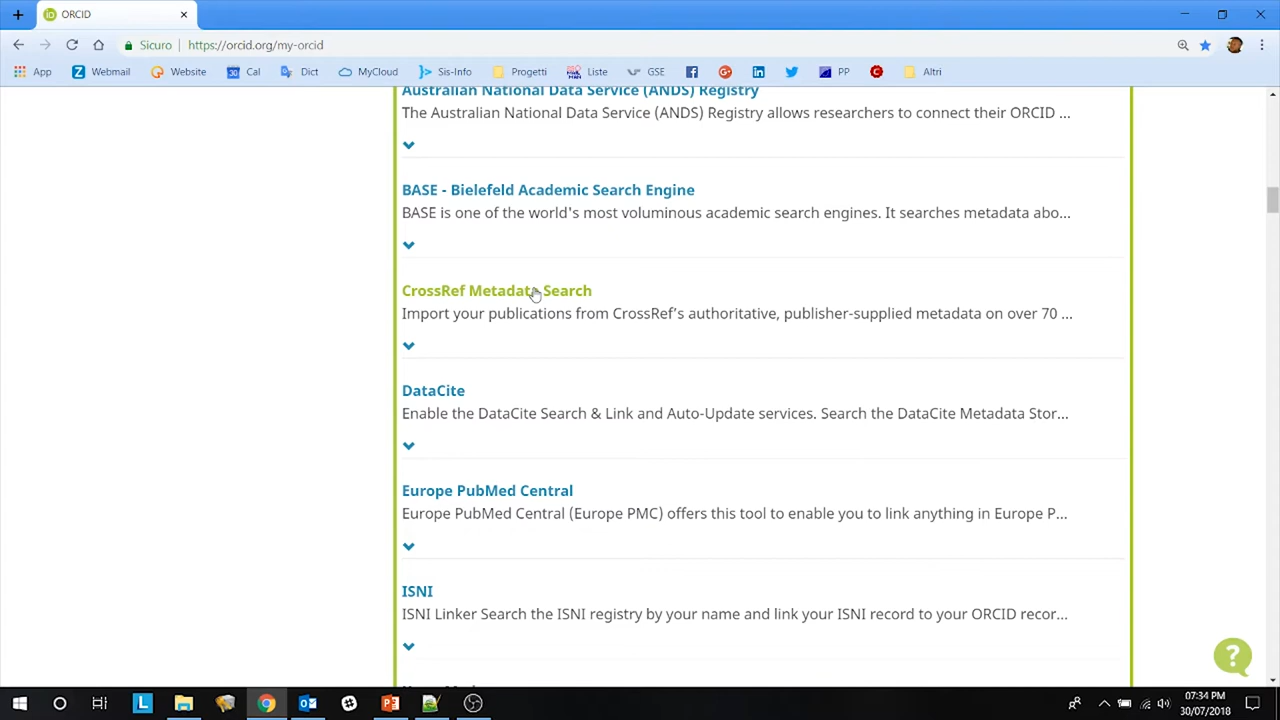 ORCID
Sicuro https://orcid.org/my-orcid
App Webmail Website Cal Dict MyCloud Sis-Info Progetti Liste GSE PP Altri
Australian National Data Service (ANDS) Registry
The Australian National Data Service (ANDS) Registry allows researchers to connect their ORCID ...
BASE - Bielefeld Academic Search Engine
BASE is one of the world's most voluminous academic search engines. It searches metadata abo...
CrossRef Metadata Search
Import your publications from CrossRef's authoritative, publisher-supplied metadata on over 70 ...
DataCite
Enable the DataCite Search & Link and Auto-Update services. Search the DataCite Metadata Stor...
Europe PubMed Central
Europe PubMed Central (Europe PMC) offers this tool to enable you to link anything in Europe P...
ISNI
ISNI Linker Search the ISNI registry by your name and link your ISNI record to your ORCID recor...
07:34 PM
30/07/2018